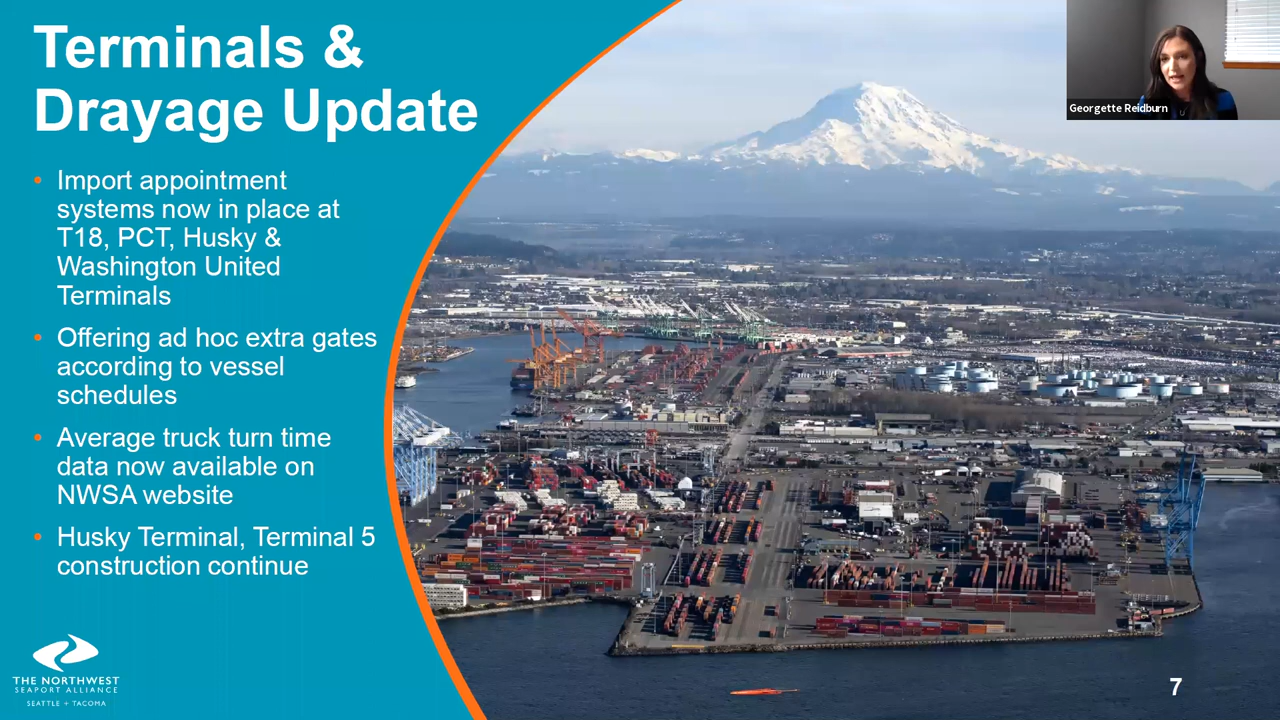 Terminals &
Drayage Update
• Import appointment
systems now in place at
T18, PCT, Husky &
Washington United
Terminals
• Offering ad hoc extra gates
according to vessel
schedules
• Average truck turn time
data now available on
NWSA website
• Husky Terminal, Terminal 5
construction continue
THE NORTHWEST
SEAPORT ALLIANCE
SEATTLE + TACOMA
Georgette Reidburn
7